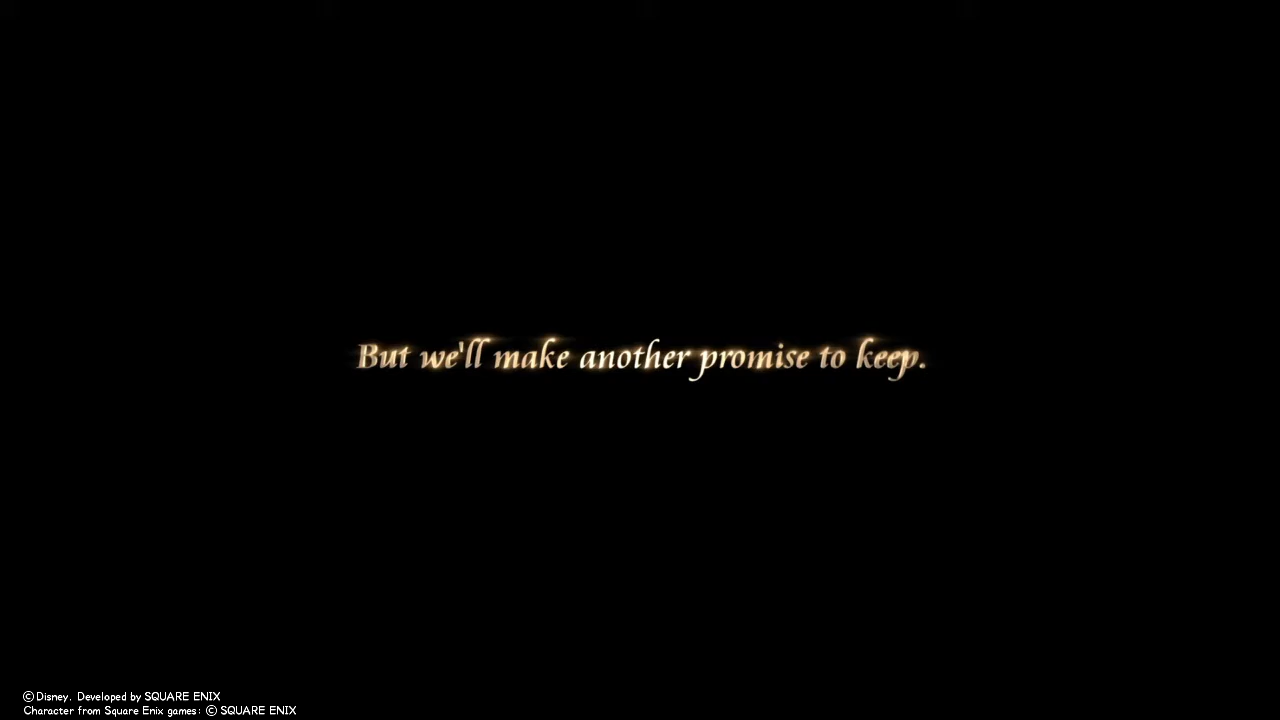 But we'll make another promise to keep.
©Disney. Developed by SQUARE ENIX
Character from Square Enix games: © SQUARE ENIX